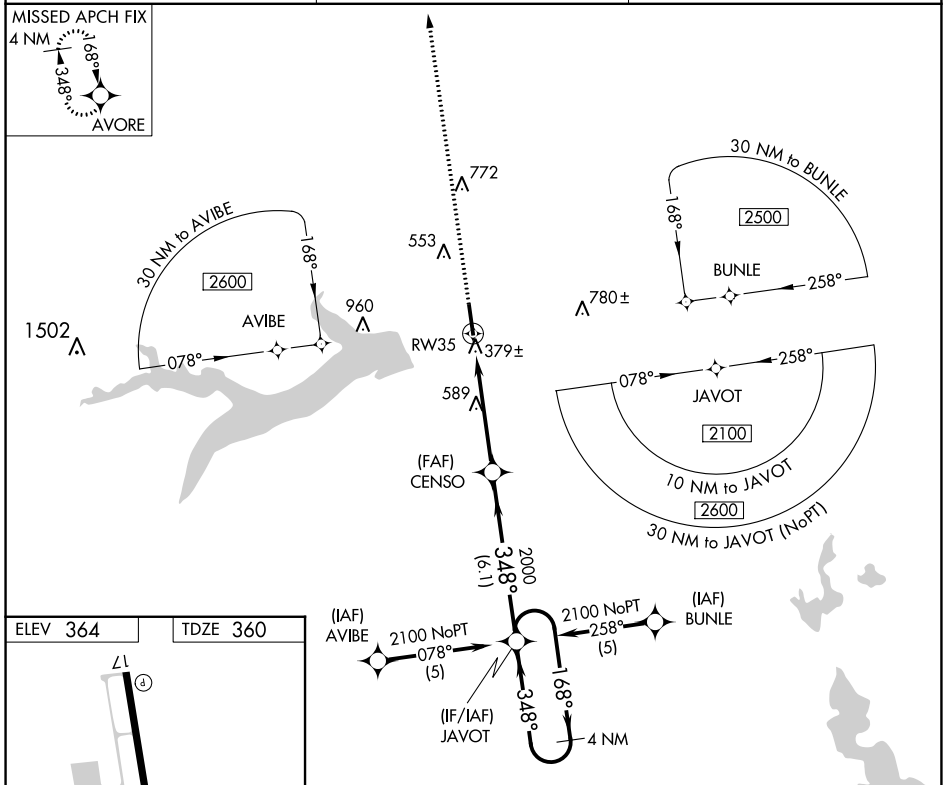 MISSED APCH FIX
4 NM
168°
348°
AVORE
772
553
30 NM to AVIBE
168°
2600
AVIBE
078°
1502
960
RW35
379±
589
780±
30 NM to BUNLE
168°
2500
BUNLE
258°
078°
258°
JAVOT
2100
10 NM to JAVOT
2600
30 NM to JAVOT (NoPT)
(FAF)
CENSO
348°
2000
(6.1)
(IAF)
AVIBE
2100 NoPT
078°
(5)
2100 NoPT
258°
(5)
(IAF)
BUNLE
(IF/IAF)
JAVOT
348°
168°
4 NM
ELEV 364
TDZE 360
17
P